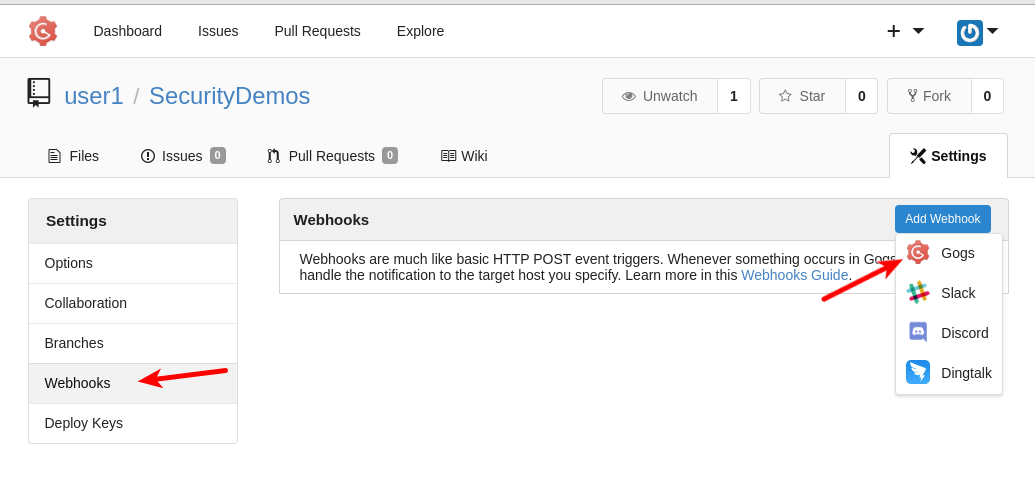 Dashboard Issues Pull Requests Explore
user1 / SecurityDemos
Unwatch 1 Star 0 Fork 0
Files Issues 0 Pull Requests 0 Wiki Settings
Settings
Options
Collaboration
Branches
Webhooks
Deploy Keys
Webhooks
Add Webhook
Webhooks are much like basic HTTP POST event triggers. Whenever something occurs in Gogs
handle the notification to the target host you specify. Learn more in this Webhooks Guide.
Gogs
Slack
Discord
Dingtalk